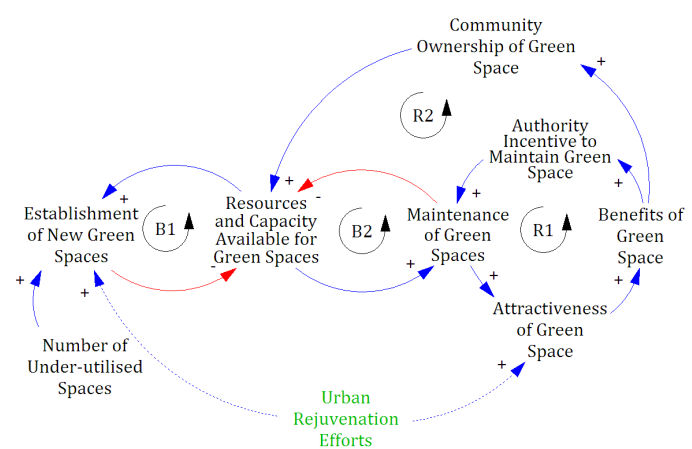 Community
Ownership of Green
Space
+
R2
Authority
Incentive to
Maintain Green
Space
+
+
+
-
+
Establishment
of New Green
Spaces
B1
Resources
and Capacity
Available for
Green Spaces
B2
Maintenance
of Green
Spaces
R1
Benefits of
Green
Space
-
+
+
+
+
+
Attractiveness
of Green
Space
Number of
Under-utilised
Spaces
+
Urban
Rejuvenation
Efforts